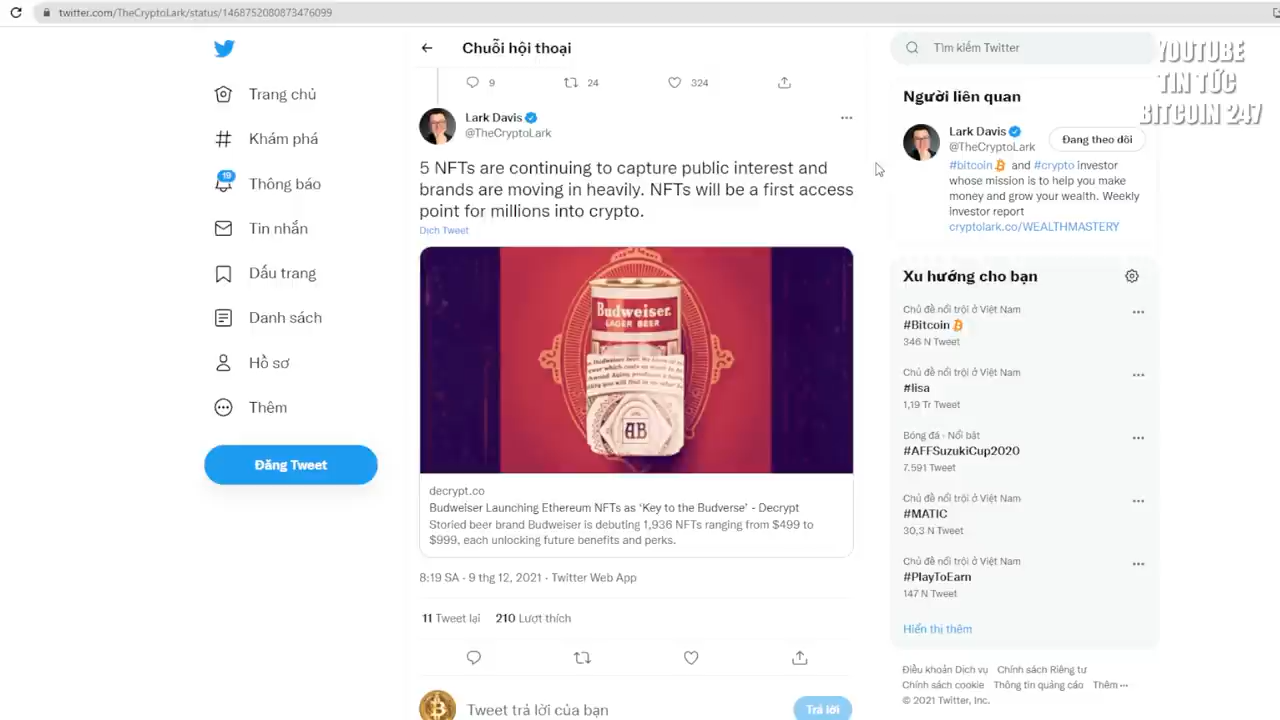 twitter.com/TheCryptoLark/status/1468752080873476099
YOUTUBE
TIN TỨC
BITCOIN 247
Trang chủ
Khám phá
19
Thông báo
Tin nhắn
Dấu trang
Danh sách
Hồ sơ
Thêm
Đăng Tweet
Chuỗi hội thoại
9 24 324
Lark Davis
@TheCryptoLark
5 NFTs are continuing to capture public interest and
brands are moving in heavily. NFTs will be a first access
point for millions into crypto.
Dịch Tweet
Budweiser.
LAGER BEER
AB
decrypt.co
Budweiser Launching Ethereum NFTs as ‘Key to the Budverse’ - Decrypt
Storied beer brand Budweiser is debuting 1,936 NFTs ranging from $499 to
$999, each unlocking future benefits and perks.
8:19 SA · 9 thg 12, 2021 · Twitter Web App
11 Tweet lại 210 Lượt thích
Tweet trả lời của bạn
Trả lời
Tìm kiếm Twitter
Người liên quan
Lark Davis
@TheCryptoLark
Đang theo dõi
#bitcoin and #crypto investor
whose mission is to help you make
money and grow your wealth. Weekly
investor report
cryptolark.co/WEALTHMASTERY
Xu hướng cho bạn
Chủ đề nổi trội ở Việt Nam
#Bitcoin
346 N Tweet
Chủ đề nổi trội ở Việt Nam
#lisa
1,19 Tr Tweet
Bóng đá · Nổi bật
#AFFSuzukiCup2020
7.591 Tweet
Chủ đề nổi trội ở Việt Nam
#MATIC
30,3 N Tweet
Chủ đề nổi trội ở Việt Nam
#PlayToEarn
147 N Tweet
Hiển thị thêm
Điều khoản Dịch vụ Chính sách Riêng tư
Chính sách cookie Thông tin quảng cáo Thêm ···
© 2021 Twitter, Inc.